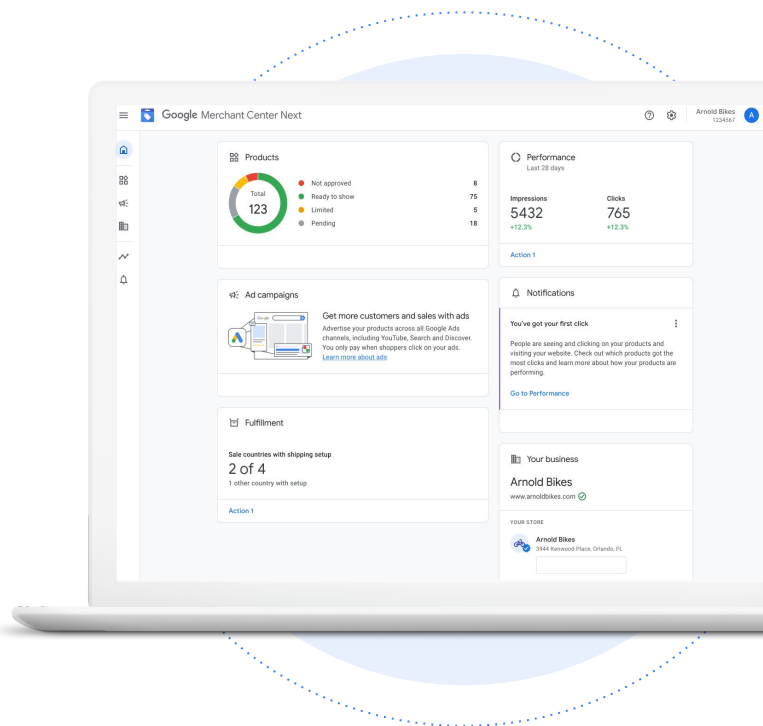 Google Merchant Center Next
Arnold Bikes
1234567
A
Products
Total
123
Not approved 8
Ready to show 75
Limited 5
Pending 18
Performance
Last 28 days
Impressions Clicks
5432 765
+12.3% +12.3%
Action 1
Ad campaigns
Google
Get more customers and sales with ads
Advertise your products across all Google Ads
channels, including YouTube, Search and Discover.
You only pay when shoppers click on your ads.
Learn more about ads
Notifications
You've got your first click
People are seeing and clicking on your products and
visiting your website. Check out which products got the
most clicks and learn more about how your products are
performing.
Go to Performance
Fulfillment
Sale countries with shipping setup
2 of 4
1 other country with setup
Action 1
Your business
Arnold Bikes
www.arnoldbikes.com
YOUR STORE
Arnold Bikes
3944 Kenwood Place, Orlando, FL